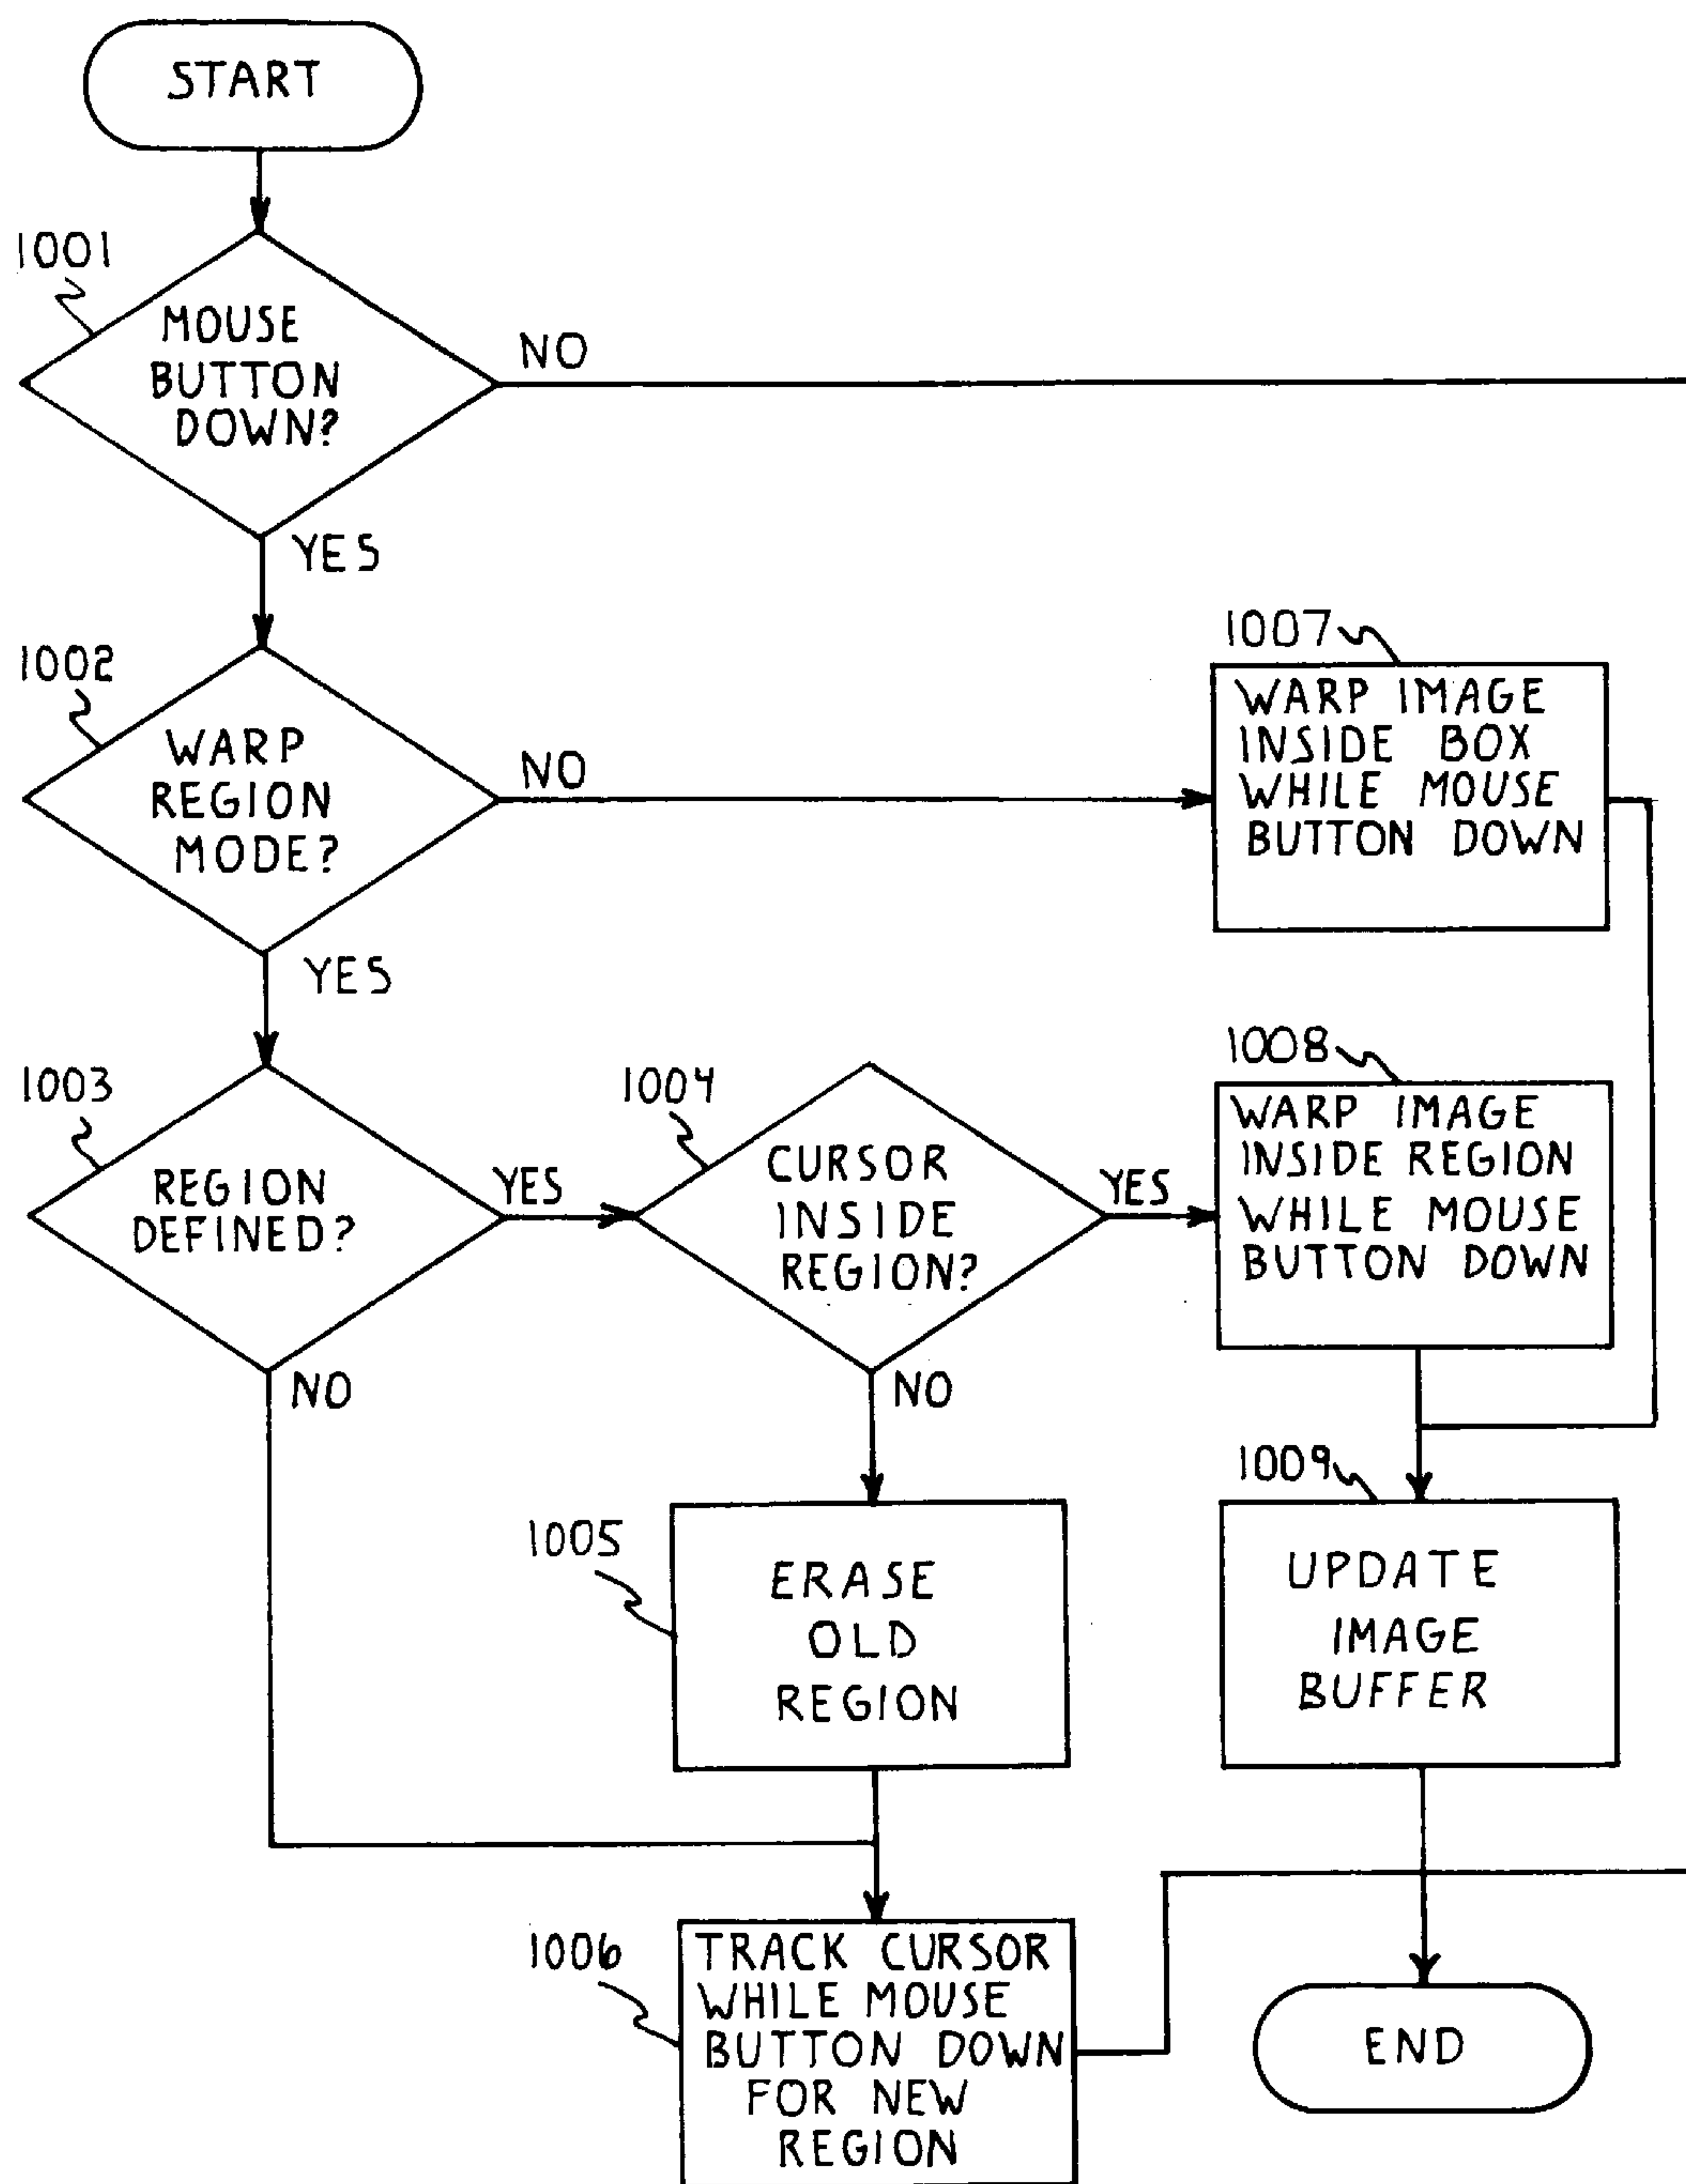 START
1001
MOUSE
BUTTON
DOWN?
NO
YES
1002
WARP
REGION
MODE?
NO
YES
1007
WARP IMAGE
INSIDE BOX
WHILE MOUSE
BUTTON DOWN
1003
REGION
DEFINED?
YES
NO
1004
CURSOR
INSIDE
REGION?
YES
NO
1008
WARP IMAGE
INSIDE REGION
WHILE MOUSE
BUTTON DOWN
1005
ERASE
OLD
REGION
1009
UPDATE
IMAGE
BUFFER
1006
TRACK CURSOR
WHILE MOUSE
BUTTON DOWN
FOR NEW
REGION
END